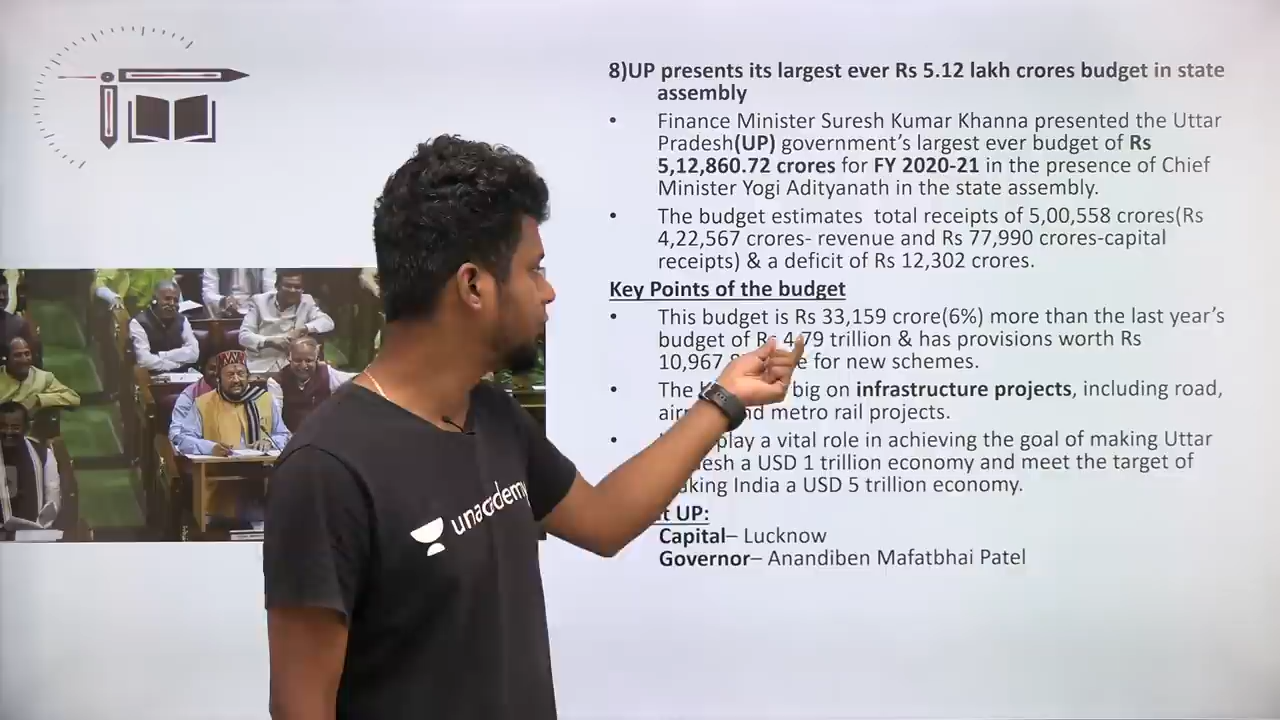 8)UP presents its largest ever Rs 5.12 lakh crores budget in state
assembly
• Finance Minister Suresh Kumar Khanna presented the Uttar
Pradesh(UP) government's largest ever budget of Rs
5,12,860.72 crores for FY 2020-21 in the presence of Chief
Minister Yogi Adityanath in the state assembly.
• The budget estimates total receipts of 5,00,558 crores(Rs
4,22,567 crores- revenue and Rs 77,990 crores-capital
receipts) & a deficit of Rs 12,302 crores.
Key Points of the budget
• This budget is Rs 33,159 crore(6%) more than the last year's
budget of Rs 4.79 trillion & has provisions worth Rs
10,967 for new schemes.
• The big on infrastructure projects, including road,
and metro rail projects.
• play a vital role in achieving the goal of making Uttar
a USD 1 trillion economy and meet the target of
making India a USD 5 trillion economy.
UP:
Capital– Lucknow
Governor– Anandiben Mafatbhai Patel
unacademy